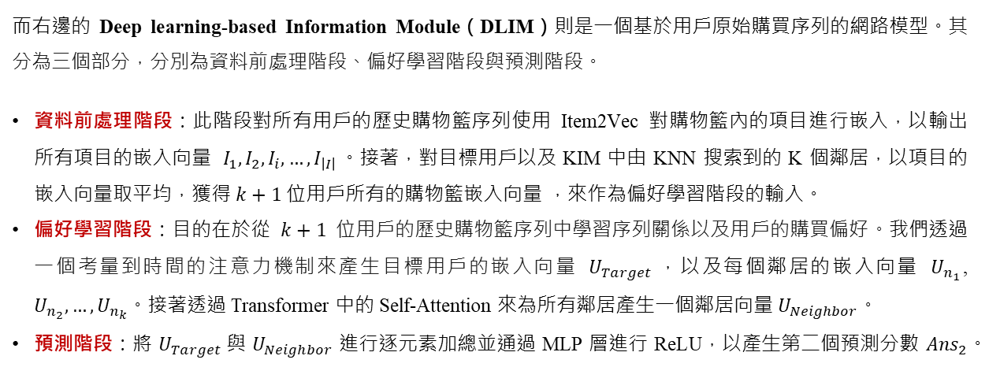 而右邊的 Deep learning-based Information Module（DLIM）則是一個基於用戶原始購買序列的網路模型。其
分為三個部分，分別為資料前處理階段、偏好學習階段與預測階段。
• 資料前處理階段：此階段對所有用戶的歷史購物籃序列使用 Item2Vec 對購物籃內的項目進行嵌入，以輸出
所有項目的嵌入向量 I₁, I₂, Iᵢ, …, I_{|I|} 。接著，對目標用戶以及 KIM 中由 KNN 搜索到的 K 個鄰居，以項目的
嵌入向量取平均，獲得 k + 1 位用戶所有的購物籃嵌入向量 ，來作為偏好學習階段的輸入。
• 偏好學習階段：目的在於從 k + 1 位用戶的歷史購物籃序列中學習序列關係以及用戶的購買偏好。我們透過
一個考量到時間的注意力機制來產生目標用戶的嵌入向量 U_{Target} ，以及每個鄰居的嵌入向量 U_{n₁},
U_{n₂}, …, U_{n_k} 。接著透過 Transformer 中的 Self-Attention 來為所有鄰居產生一個鄰居向量 U_{Neighbor} 。
• 預測階段：將 U_{Target} 與 U_{Neighbor} 進行逐元素加總並通過 MLP 層進行 ReLU，以產生第二個預測分數 Ans₂ 。